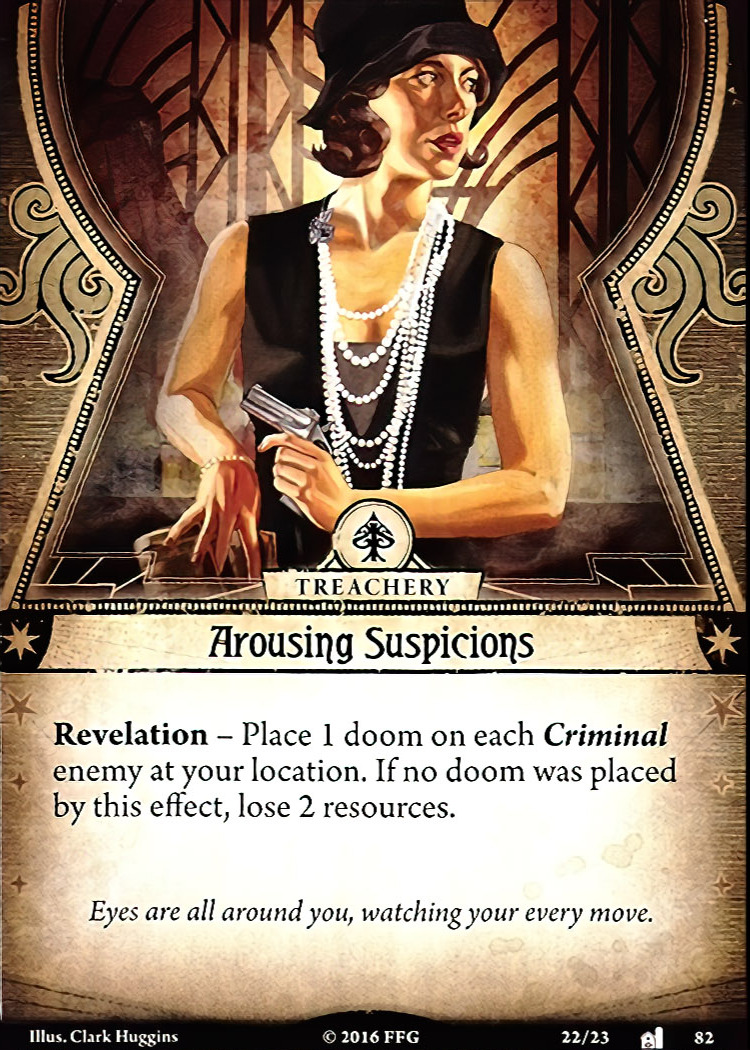 TREACHERY
Arousing Suspicions
Revelation – Place 1 doom on each Criminal
enemy at your location. If no doom was placed
by this effect, lose 2 resources.
Eyes are all around you, watching your every move.
Illus. Clark Huggins © 2016 FFG 22/23 82